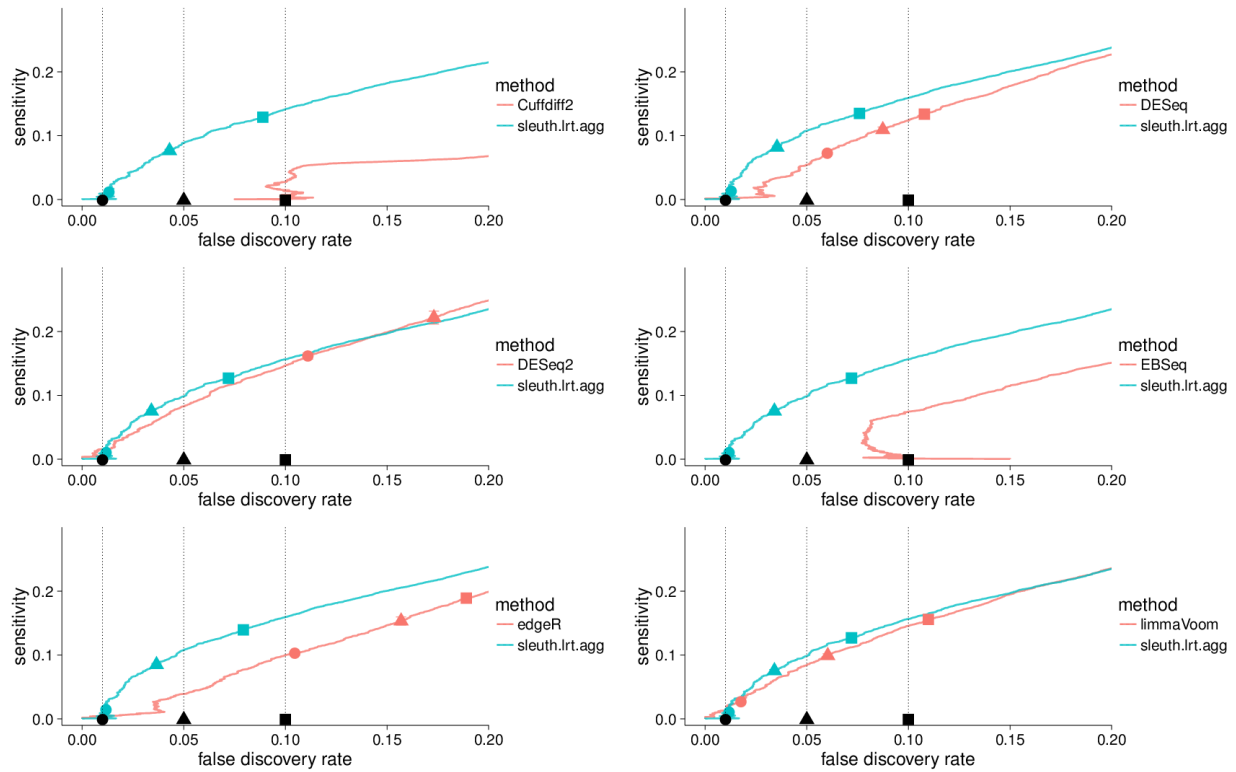 sensitivity
0.2
0.1
0.0
0.00 0.05 0.10 0.15 0.20
false discovery rate
method
Cuffdiff2
sleuth.lrt.agg
sensitivity
0.2
0.1
0.0
0.00 0.05 0.10 0.15 0.20
false discovery rate
method
DESeq
sleuth.lrt.agg
sensitivity
0.2
0.1
0.0
0.00 0.05 0.10 0.15 0.20
false discovery rate
method
DESeq2
sleuth.lrt.agg
sensitivity
0.2
0.1
0.0
0.00 0.05 0.10 0.15 0.20
false discovery rate
method
EBSeq
sleuth.lrt.agg
sensitivity
0.2
0.1
0.0
0.00 0.05 0.10 0.15 0.20
false discovery rate
method
edgeR
sleuth.lrt.agg
sensitivity
0.2
0.1
0.0
0.00 0.05 0.10 0.15 0.20
false discovery rate
method
limmaVoom
sleuth.lrt.agg